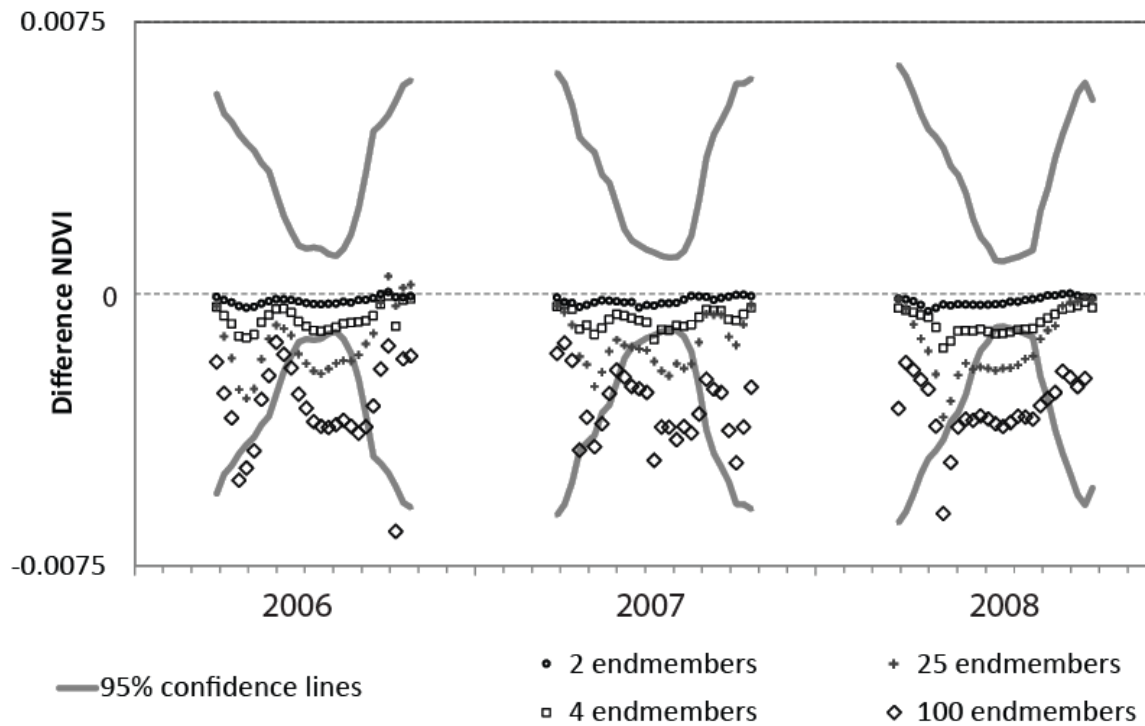 0.0075
Difference NDVI
0
-0.0075
2006 2007 2008
95% confidence lines
2 endmembers
25 endmembers
4 endmembers
100 endmembers